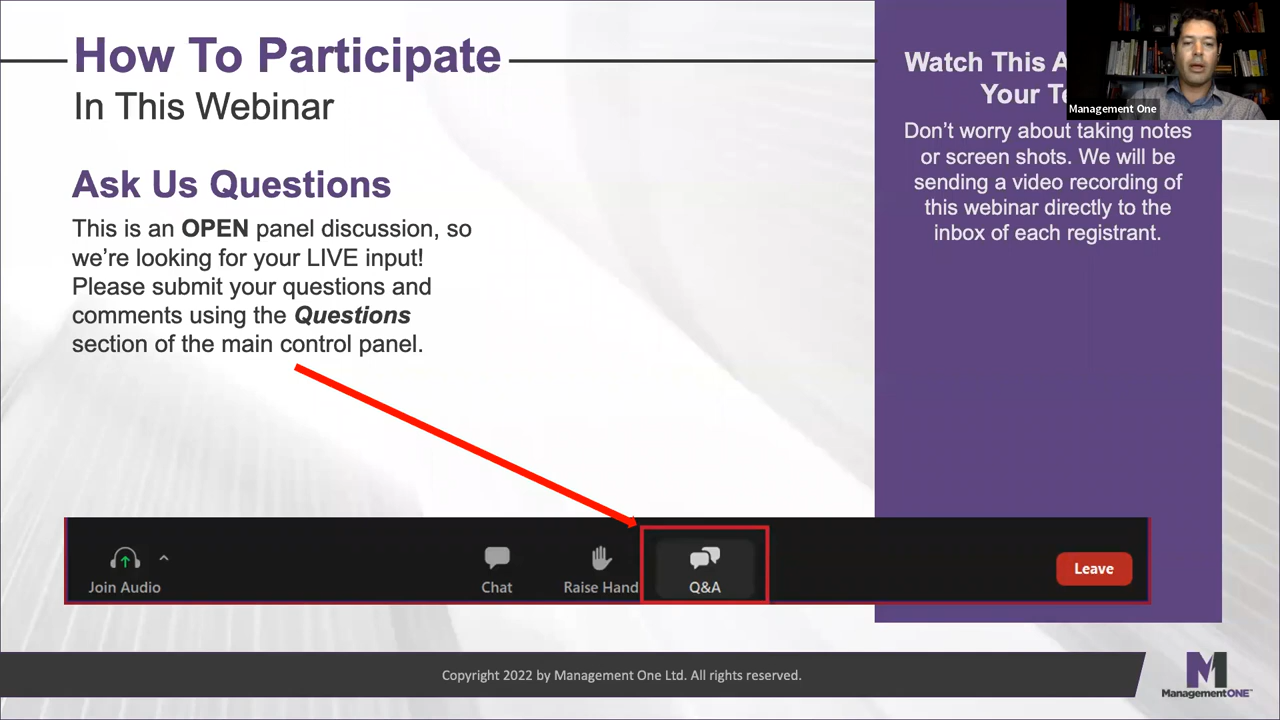 How To Participate
In This Webinar
Ask Us Questions
This is an OPEN panel discussion, so
we’re looking for your LIVE input!
Please submit your questions and
comments using the Questions
section of the main control panel.
Watch This A
Your Te
Don’t worry about taking notes
or screen shots. We will be
sending a video recording of
this webinar directly to the
inbox of each registrant.
Management One
Join Audio
Chat
Raise Hand
Q&A
Leave
Copyright 2022 by Management One Ltd. All rights reserved.
M
ManagementONE™